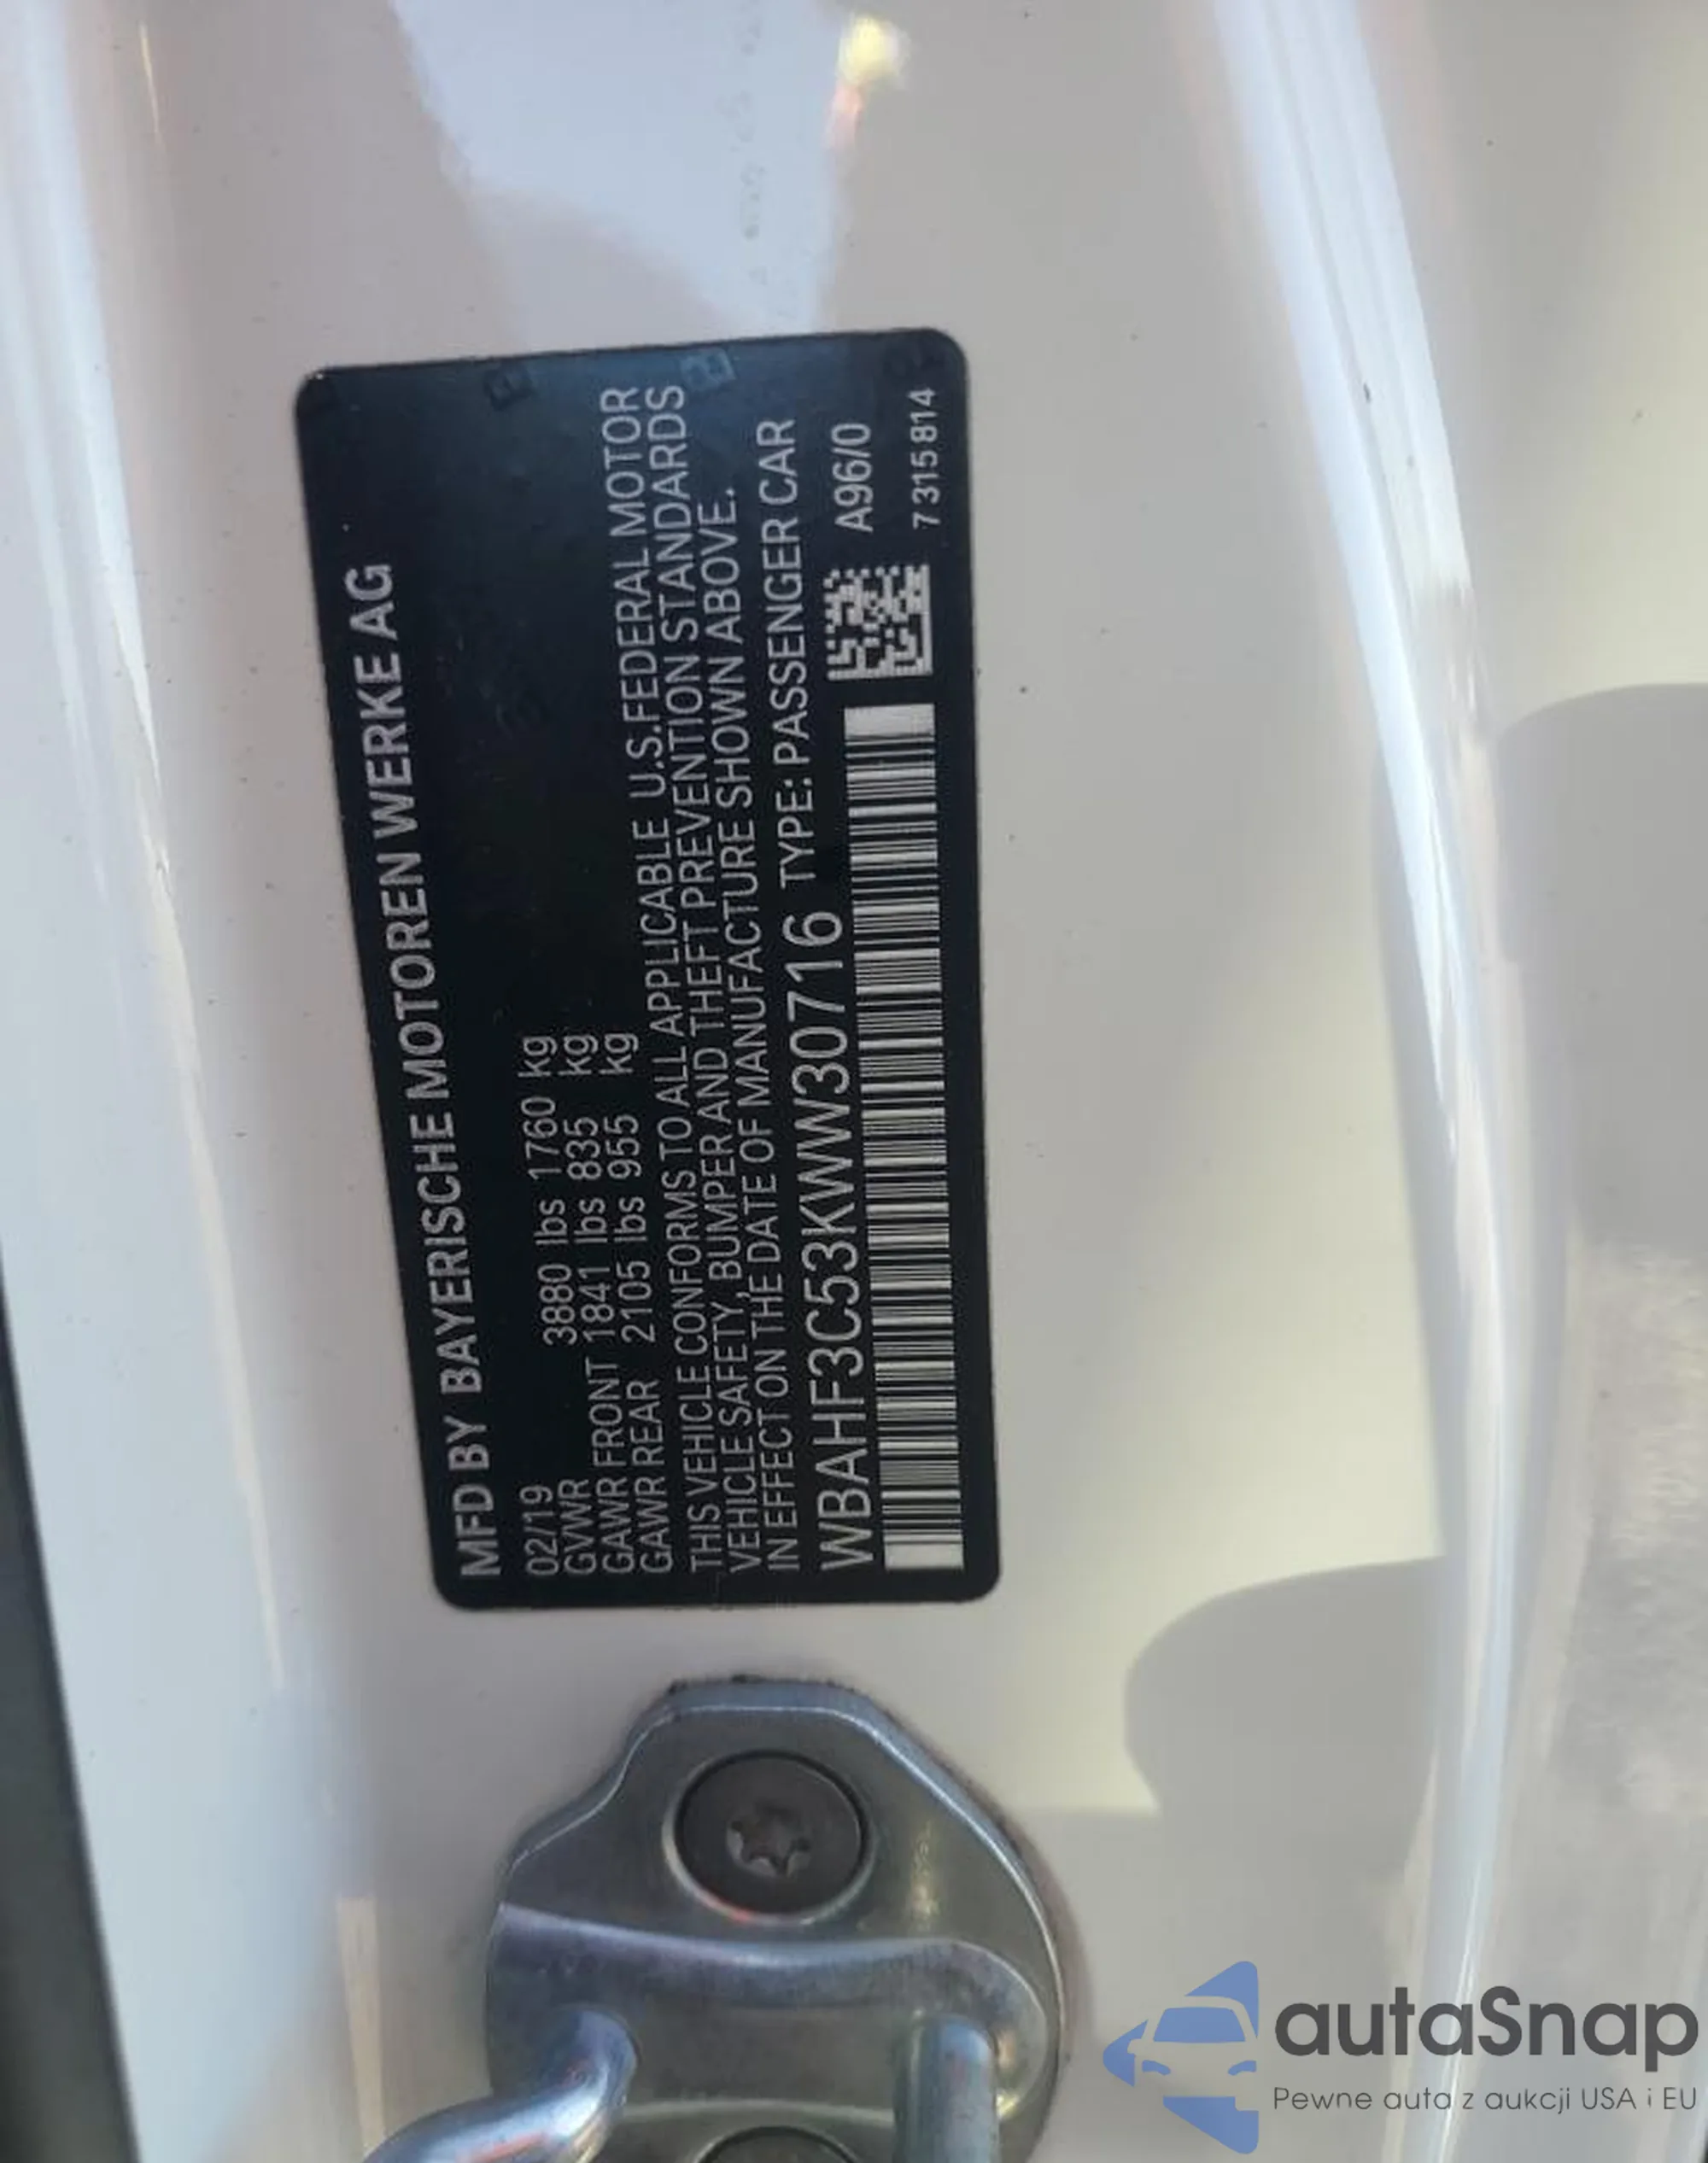 MFD BY BAYERISCHE MOTOREN WERKE AG
02/19
GVWR 3880 lbs 1760 kg
GAWR FRONT 1841 lbs 835 kg
GAWR REAR 2105 lbs 955 kg
THIS VEHICLE CONFORMS TO ALL APPLICABLE U.S.FEDERAL MOTOR
VEHICLE SAFETY, BUMPER AND THEFT PREVENTION STANDARDS
IN EFFECT ON THE DATE OF MANUFACTURE SHOWN ABOVE.
WBAHF3C53KWW30716 TYPE: PASSENGER CAR
A96/0
7315814
autaSnap
Pewne auta z aukcji USA i EU